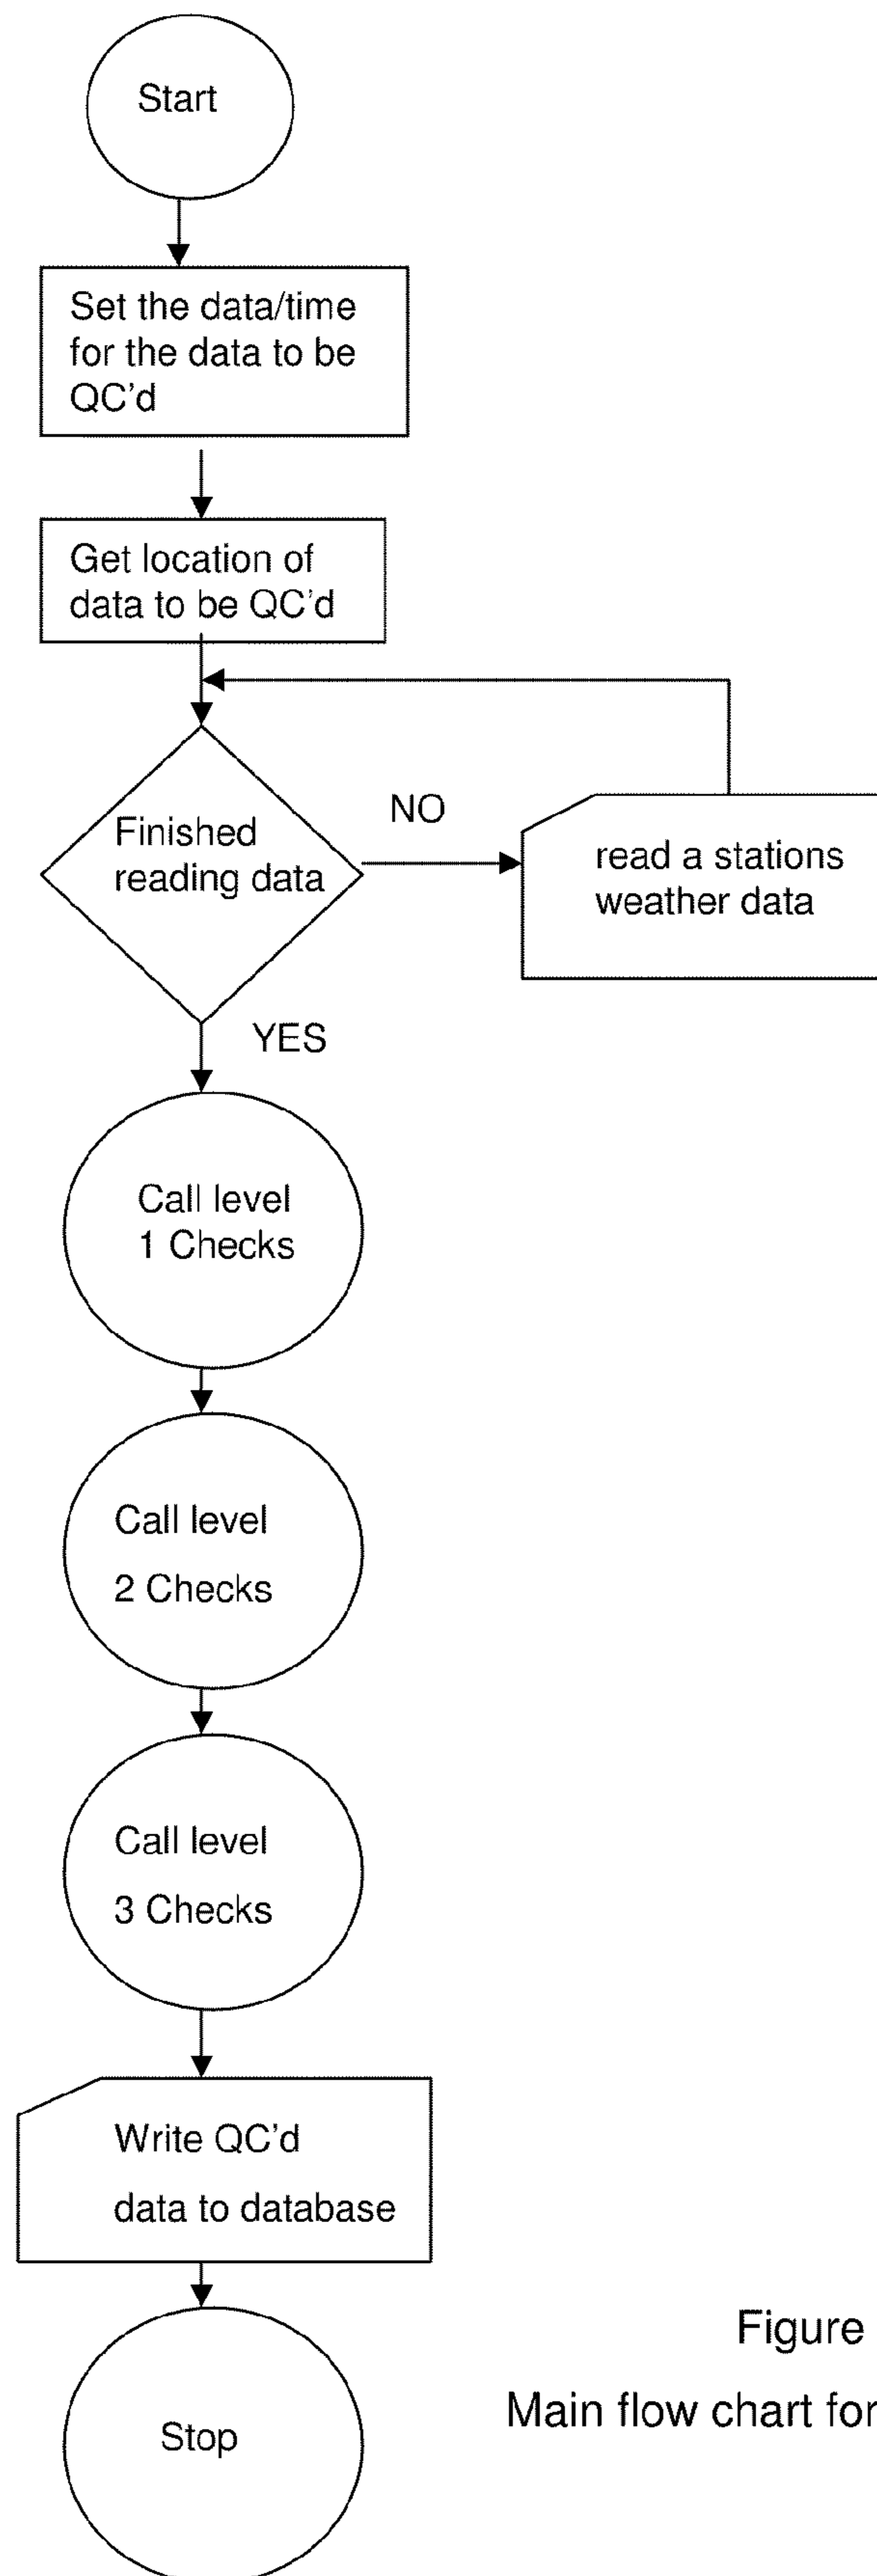 Start
Set the data/time
for the data to be
QC'd
Get location of
data to be QC'd
Finished
reading data
NO
read a stations
weather data
YES
Call level
1 Checks
Call level
2 Checks
Call level
3 Checks
Write QC'd
data to database
Stop
Figure
Main flow chart for